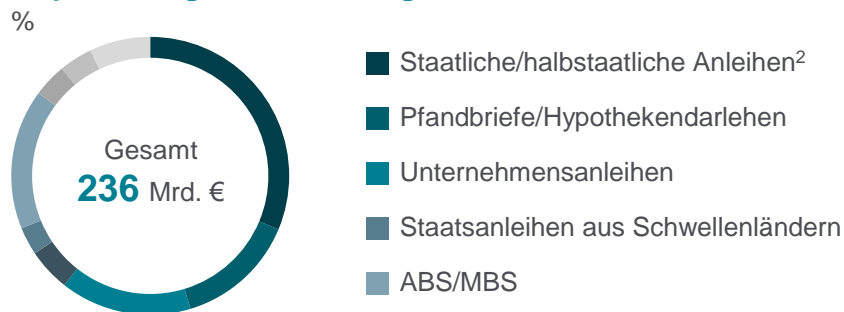 %
Gesamt
236 Mrd. €
Staatliche/halbstaatliche Anleihen²
Pfandbriefe/Hypothekendarlehen
Unternehmensanleihen
Staatsanleihen aus Schwellenländern
ABS/MBS